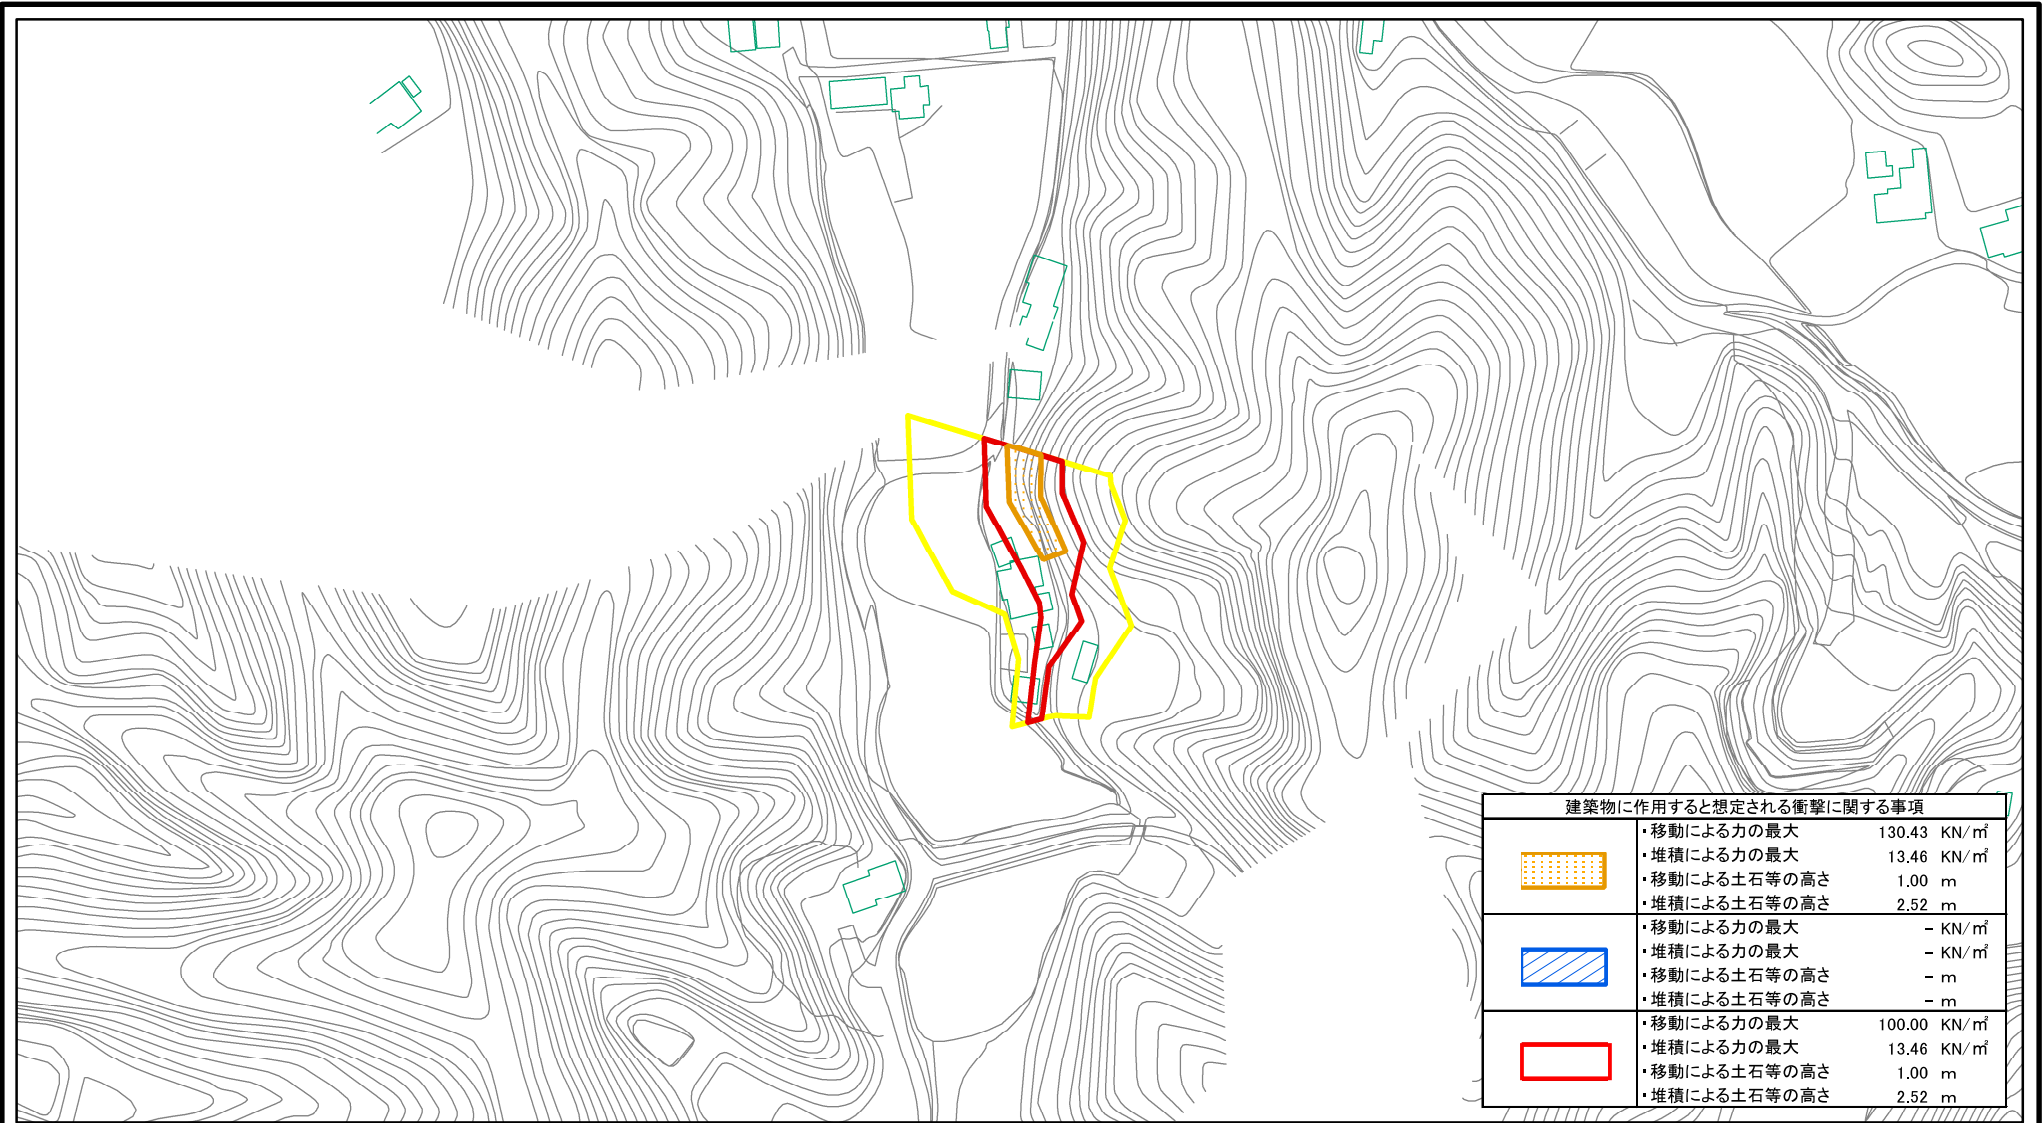 建築物に作用すると想定される衝撃に関する事項
・移動による力の最大 130.43 KN/㎡
・堆積による力の最大 13.46 KN/㎡
・移動による土石等の高さ 1.00 m
・堆積による土石等の高さ 2.52 m
・移動による力の最大 - KN/㎡
・堆積による力の最大 - KN/㎡
・移動による土石等の高さ - m
・堆積による土石等の高さ - m
・移動による力の最大 100.00 KN/㎡
・堆積による力の最大 13.46 KN/㎡
・移動による土石等の高さ 1.00 m
・堆積による土石等の高さ 2.52 m